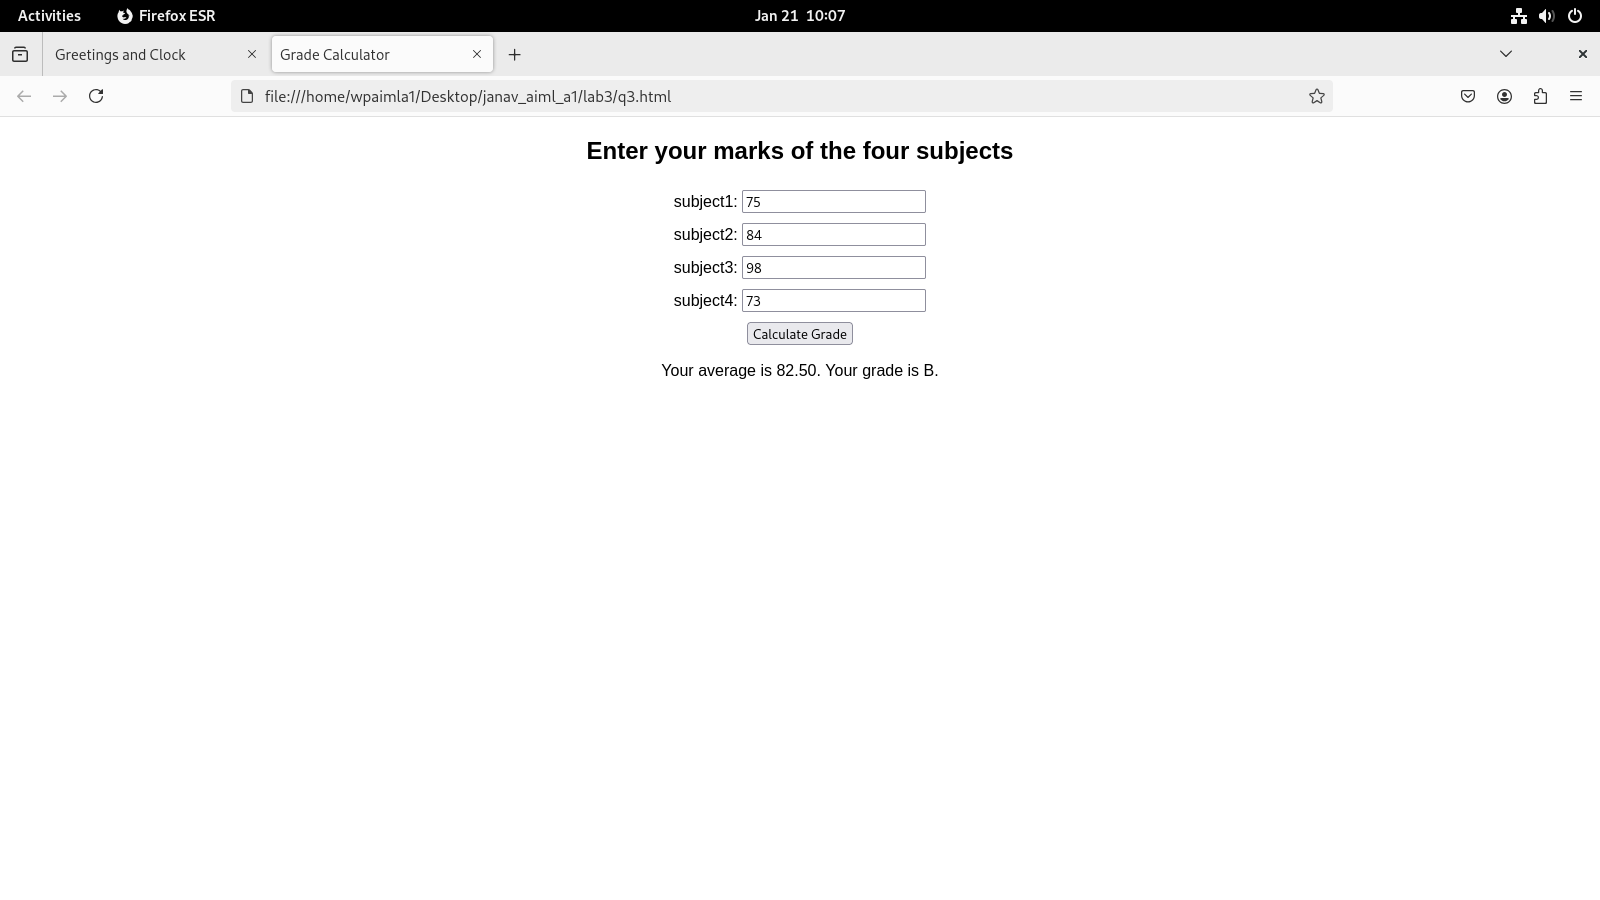 Activities Firefox ESR Jan 21 10:07
Greetings and Clock Grade Calculator
file:///home/wpaimla1/Desktop/janav_aiml_a1/lab3/q3.html
Enter your marks of the four subjects
subject1: 75
subject2: 84
subject3: 98
subject4: 73
Calculate Grade
Your average is 82.50. Your grade is B.